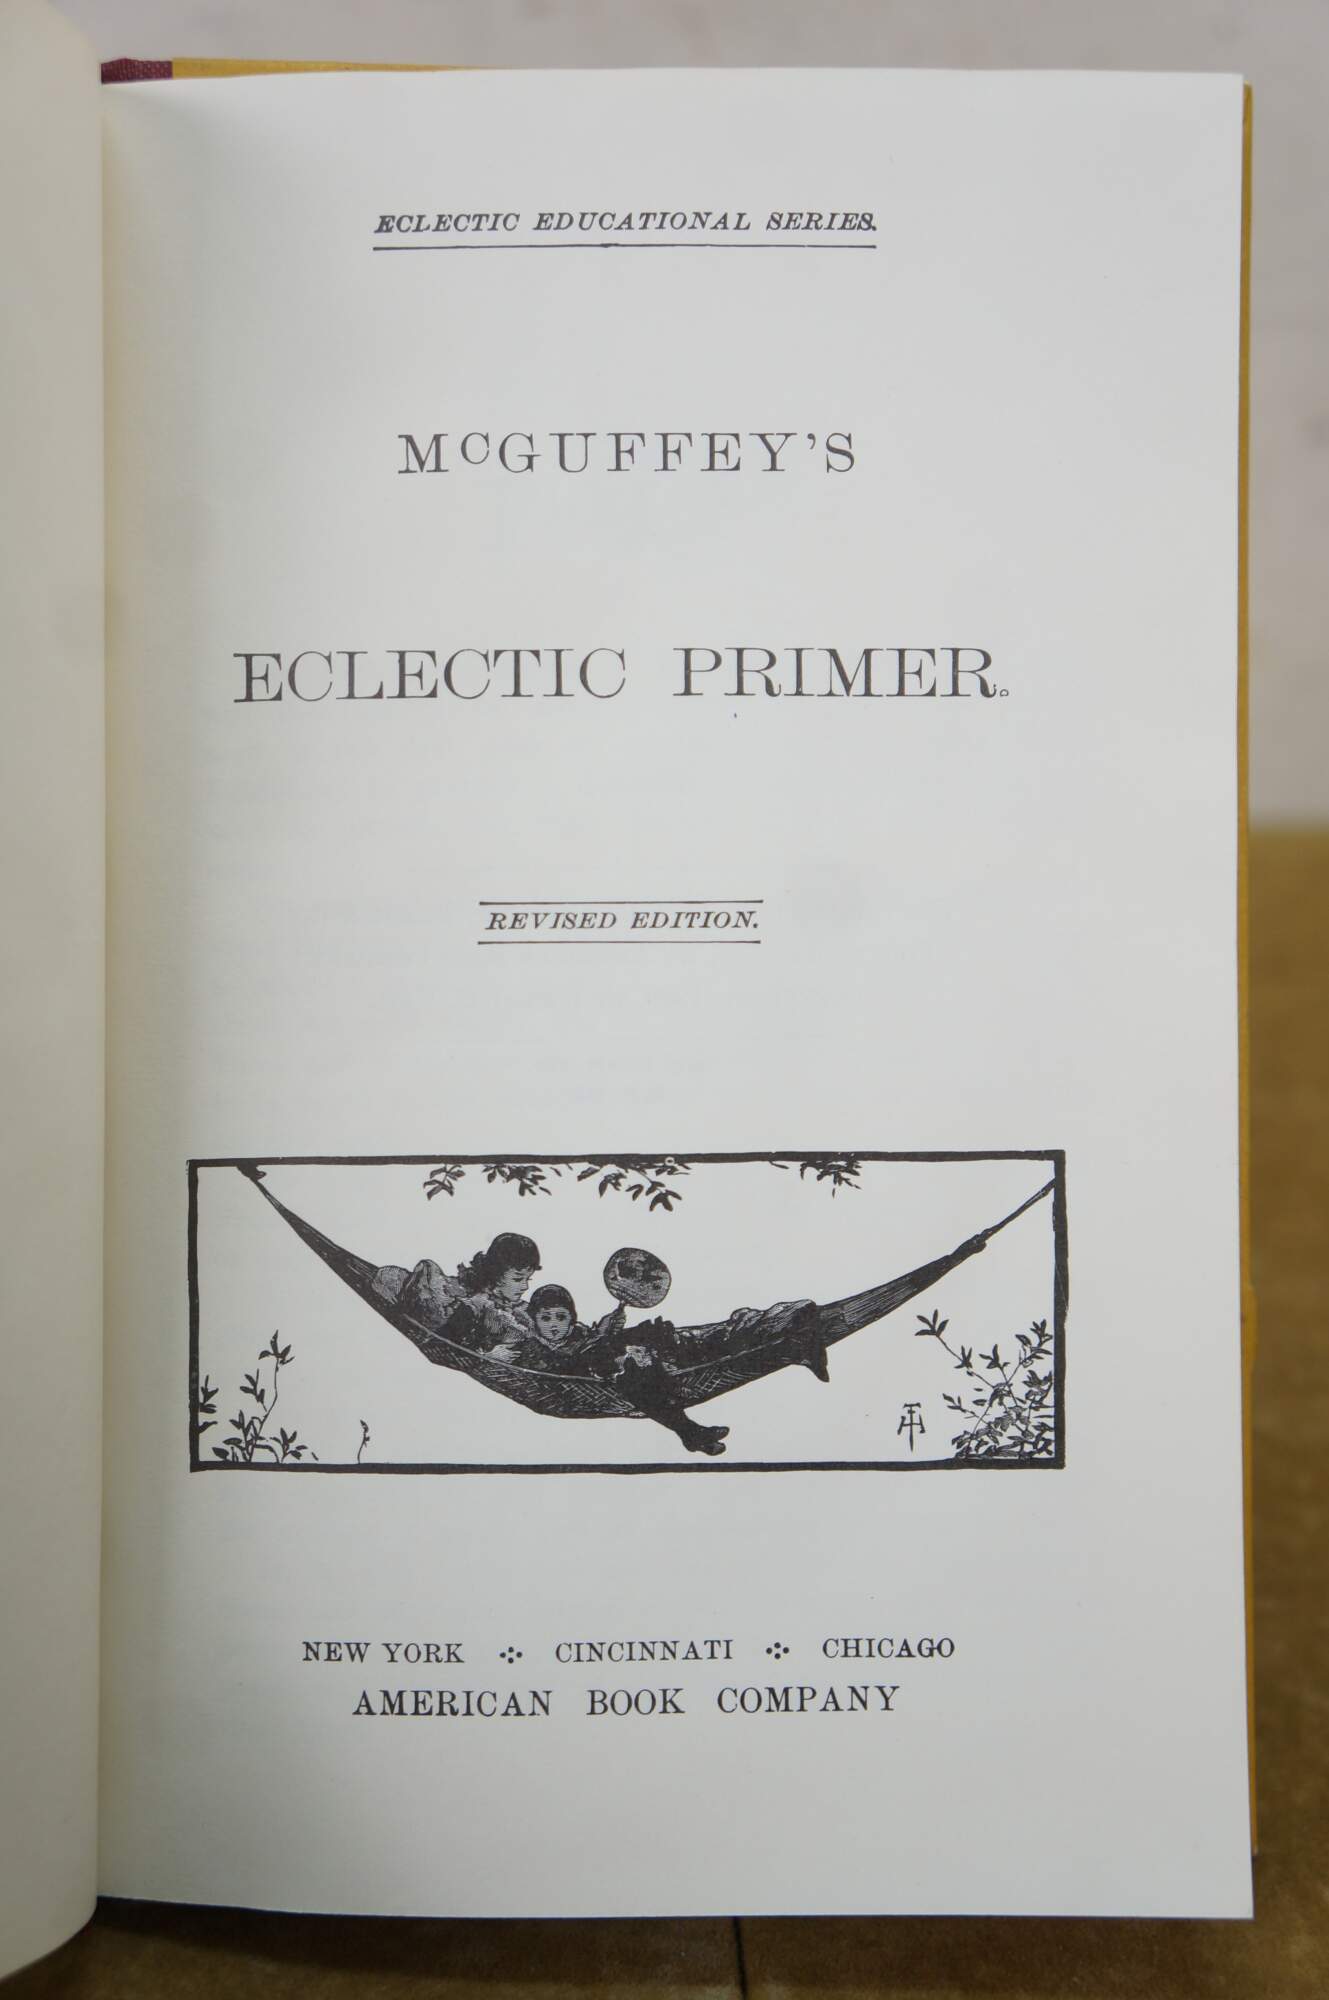 ECLECTIC EDUCATIONAL SERIES.
McGUFFEY'S
ECLECTIC PRIMER.
REVISED EDITION.
NEW YORK ·:· CINCINNATI ·:· CHICAGO
AMERICAN BOOK COMPANY